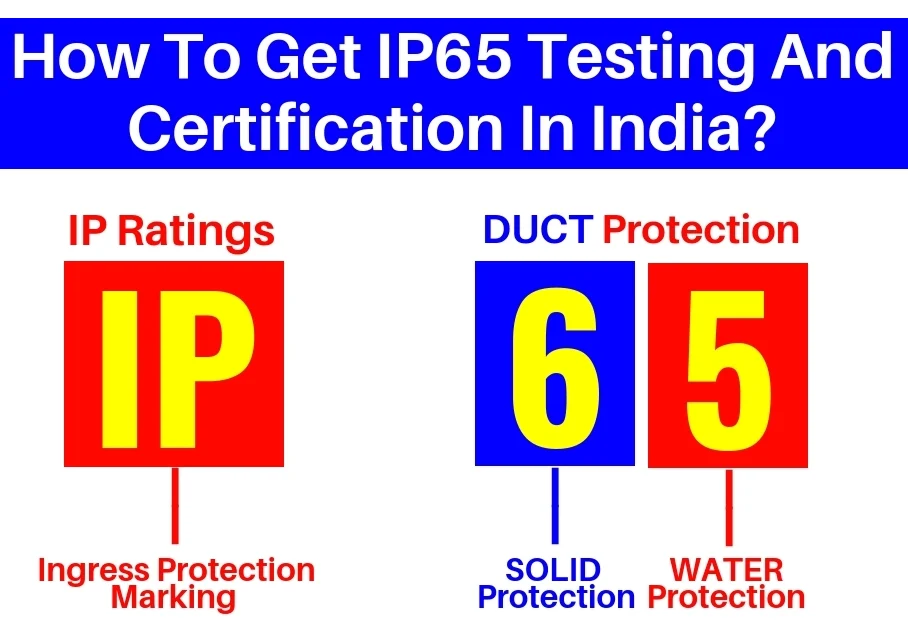 How To Get IP65 Testing And
Certification In India?
IP Ratings
DUCT Protection
IP
6
5
Ingress Protection
Marking
SOLID
Protection
WATER
Protection